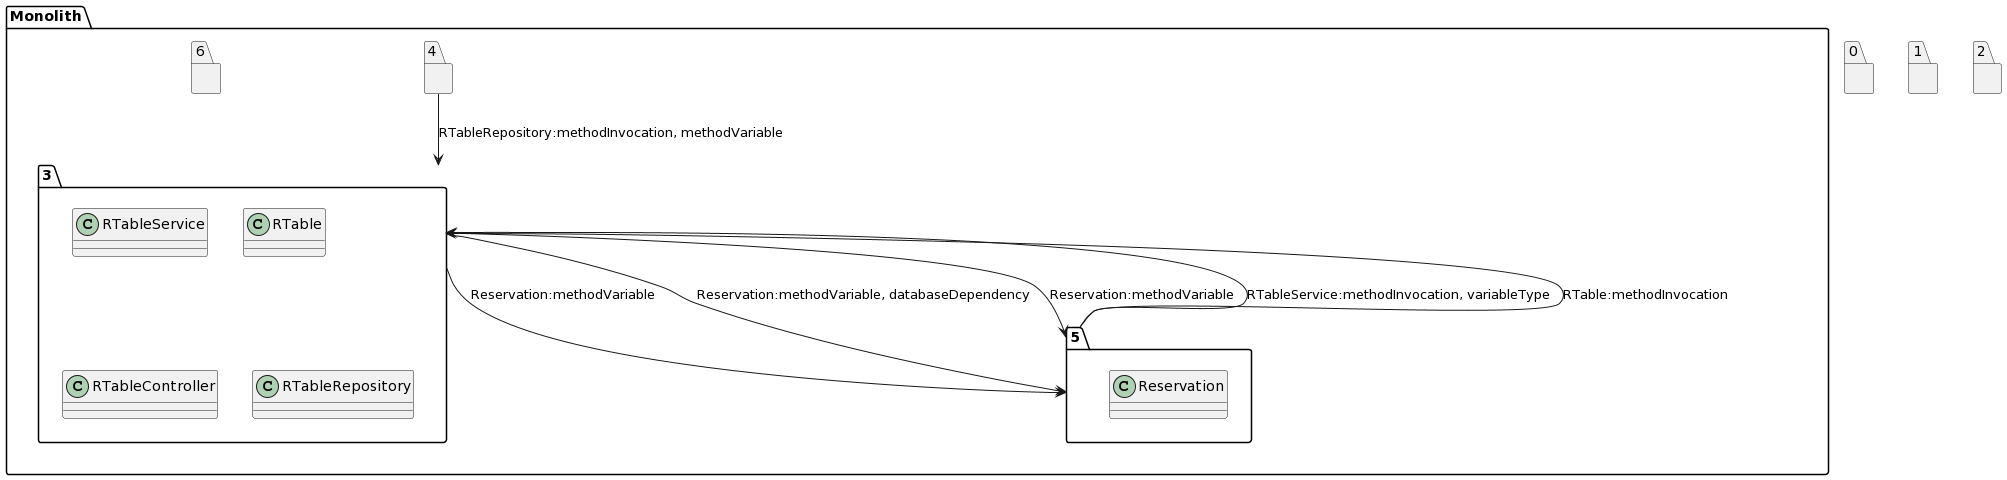 Monolith
6
4
0
1
2
RTableRepository:methodInvocation, methodVariable
3
C RTableService
C RTable
Reservation:methodVariable
Reservation:methodVariable, databaseDependency
Reservation:methodVariable
RTableService:methodInvocation, variableType
RTable:methodInvocation
5
C RTableController
C RTableRepository
C Reservation